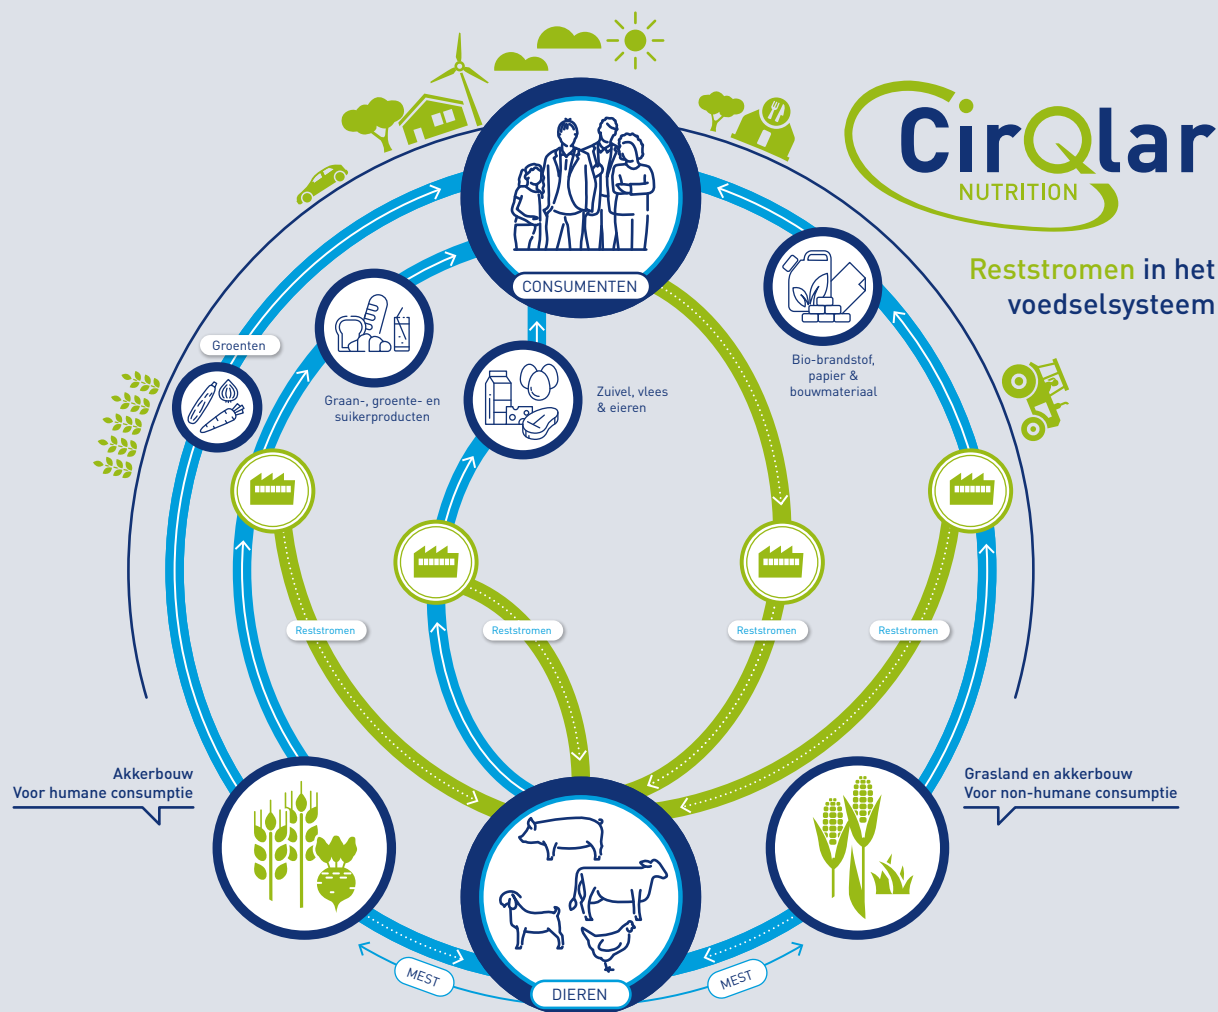 CirQlar
NUTRITION
Reststromen in het
voedselsysteem
CONSUMENTEN
Groenten
Graan-, groente- en
suikerproducten
Zuivel, vlees
& eieren
Bio-brandstof,
papier &
bouwmateriaal
Reststromen
Reststromen
Reststromen
Reststromen
Akkerbouw
Voor humane consumptie
Grasland en akkerbouw
Voor non-humane consumptie
MEST
DIEREN
MEST